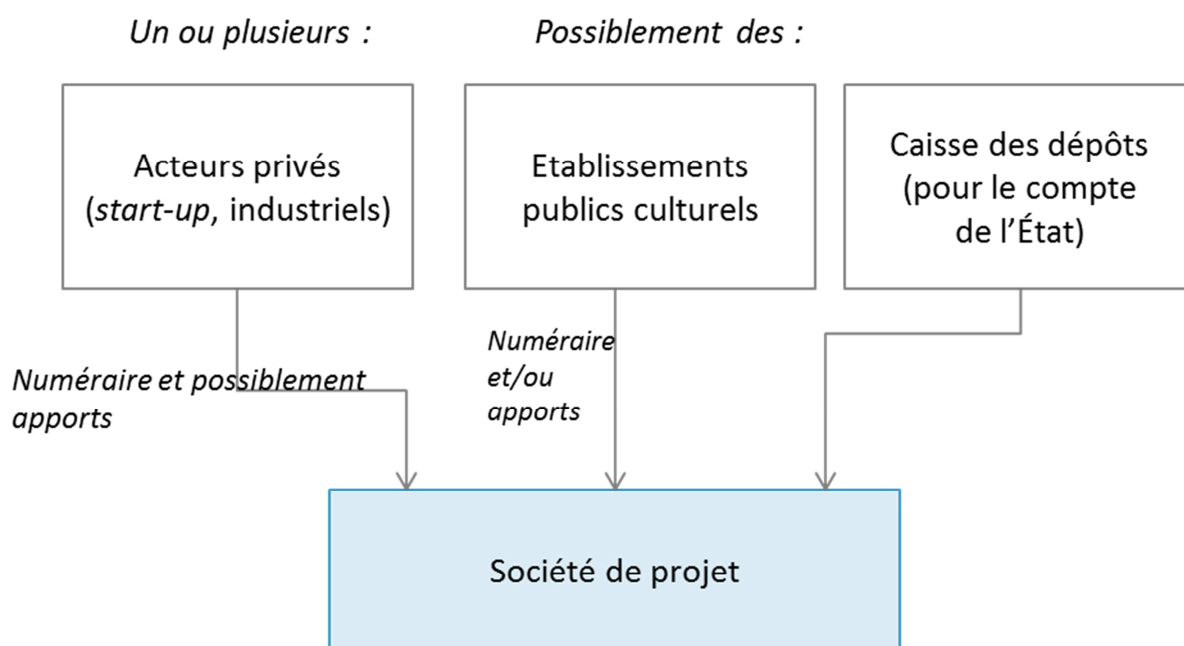 Un ou plusieurs :
Possiblement des :
Acteurs privés
(start-up, industriels)
Etablissements
publics culturels
Caisse des dépôts
(pour le compte
de l’État)
Numéraire et possiblement
apports
Numéraire
et/ou
apports
Société de projet